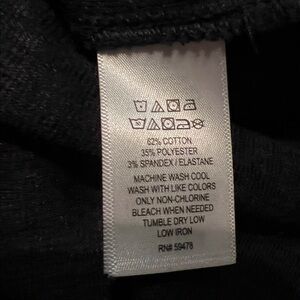 62% COTTON
35% POLYESTER
3% SPANDEX / ELASTANE
MACHINE WASH COOL
WASH WITH LIKE COLORS
ONLY NON-CHLORINE
BLEACH WHEN NEEDED
TUMBLE DRY LOW
LOW IRON
RN# 59478